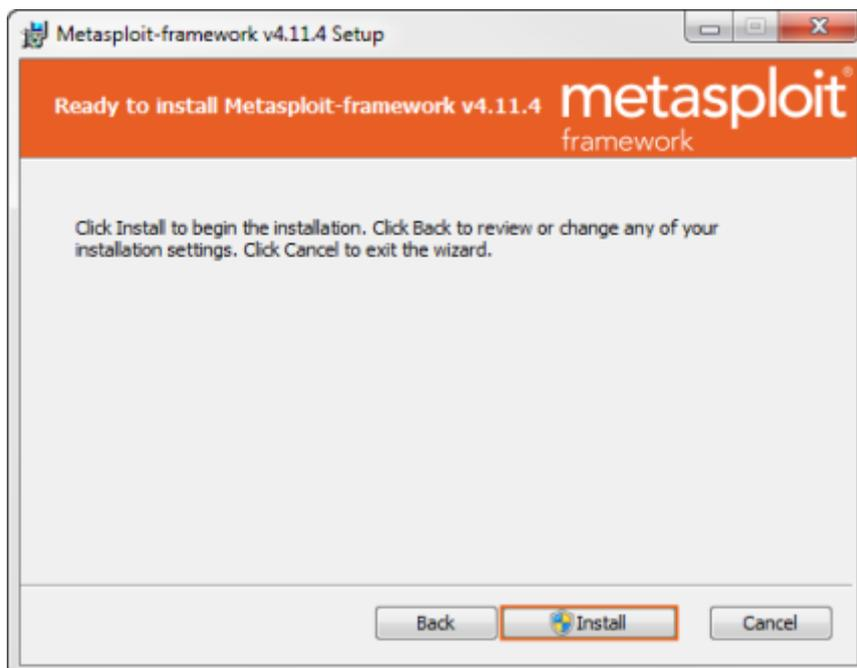 Metasploit-framework v4.11.4 Setup
Ready to install Metasploit-framework v4.11.4
metasploit®
framework
Click Install to begin the installation. Click Back to review or change any of your
installation settings. Click Cancel to exit the wizard.
Back
Install
Cancel